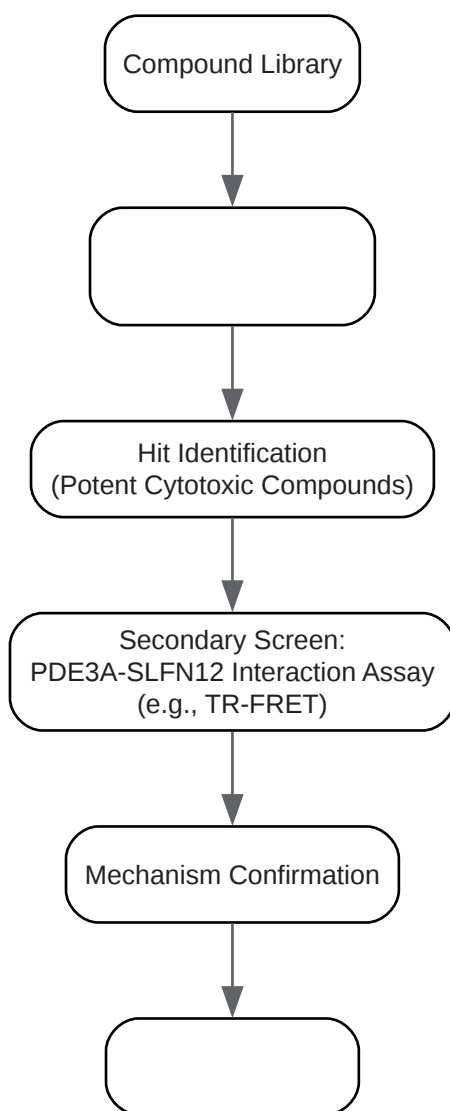 Compound Library
Hit Identification
(Potent Cytotoxic Compounds)
Secondary Screen:
PDE3A-SLFN12 Interaction Assay
(e.g., TR-FRET)
Mechanism Confirmation